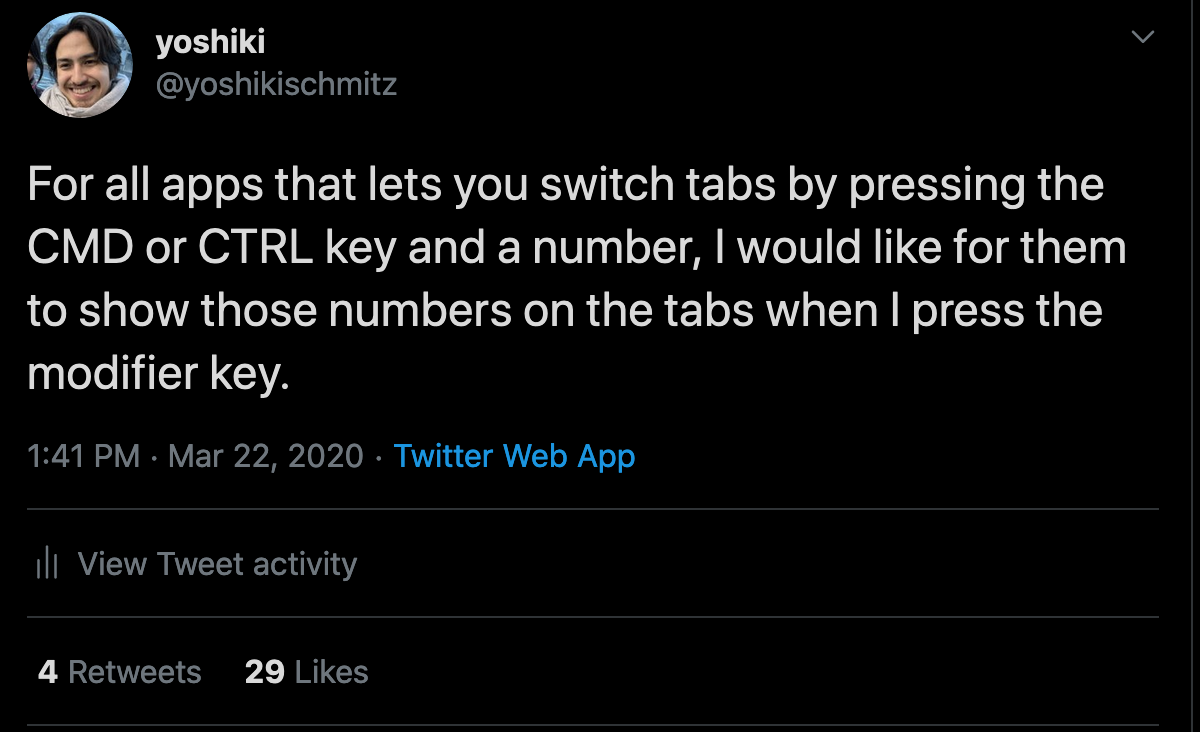 yoshiki
@yoshikischmitz
For all apps that lets you switch tabs by pressing the
CMD or CTRL key and a number, I would like for them
to show those numbers on the tabs when I press the
modifier key.
1:41 PM · Mar 22, 2020 · Twitter Web App
View Tweet activity
4 Retweets 29 Likes